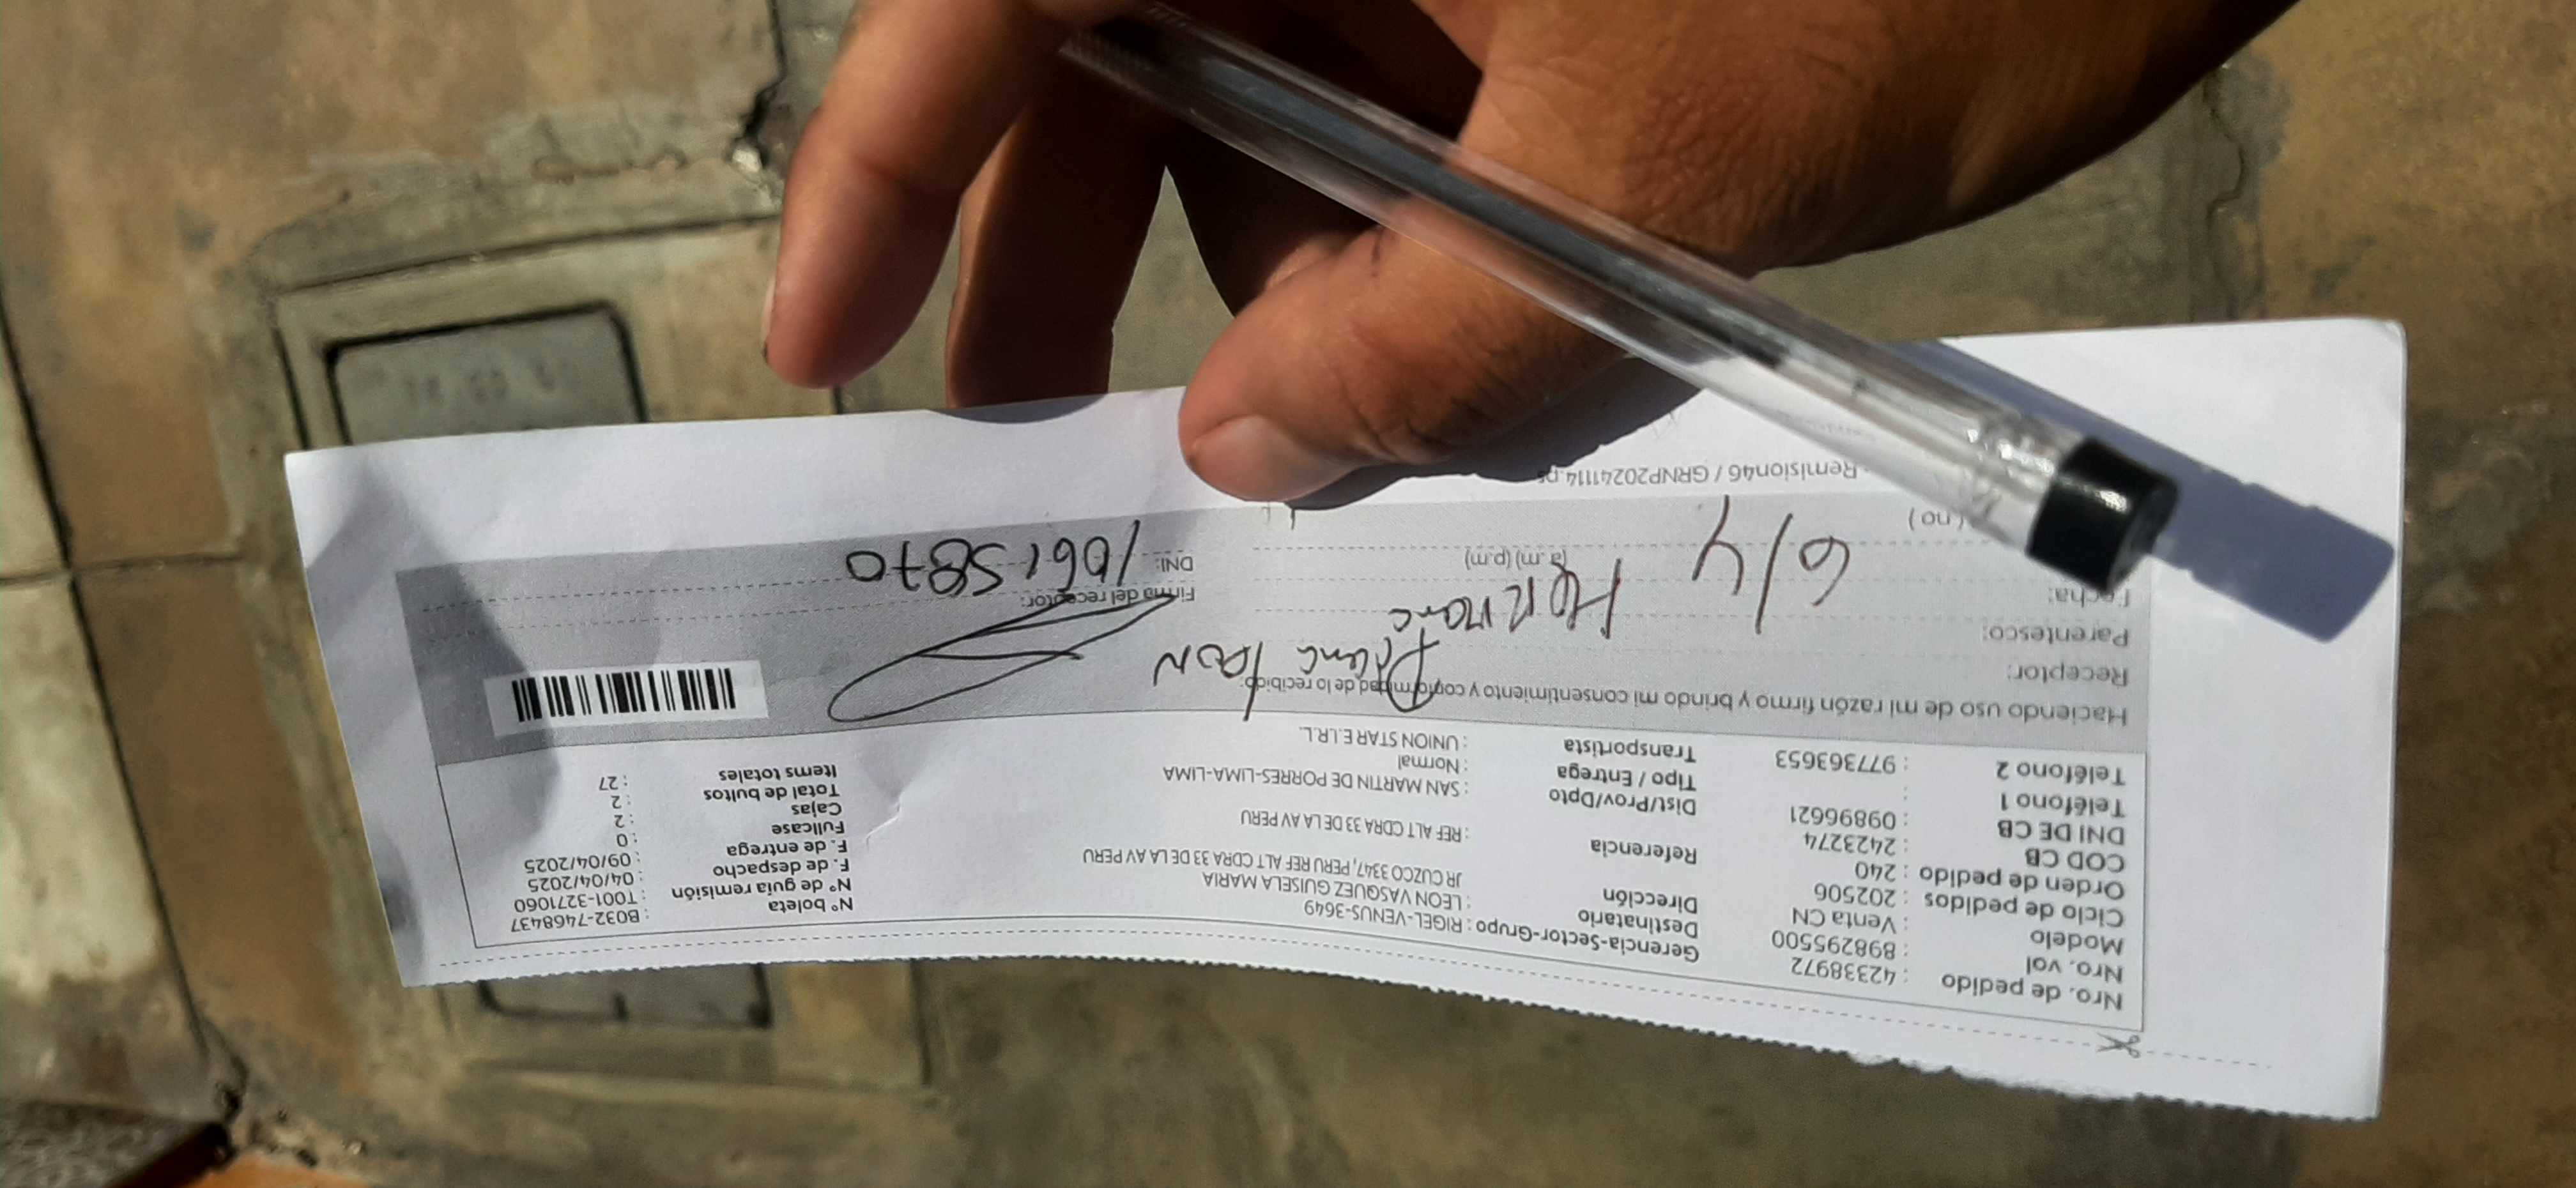 Nro. de pedido : 42338972
Nro. vol : 898295500
Modelo : Venta CN
Ciclo de pedidos : 202506
Orden de pedido : 240
COD CB : 2423274
DNI DE CB : 09896621
Teléfono 1 :
Teléfono 2 : 977363653
Gerencia-Sector-Grupo : RIGEL-VENUS-3649
Destinatario : LEON VASQUEZ GUISELA MARIA
Dirección JR CUZCO 3347, PERU REF ALT CDRA 33 DE LA AV PERU
Referencia : REF ALT CDRA 33 DE LA AV PERU
Dist/Prov/Dpto : SAN MARTIN DE PORRES-LIMA-LIMA
Tipo / Entrega : Normal
Transportista : UNION STAR E.I.R.L.
N° boleta : B032-7468437
N° de guía remisión : T001-3271060
F. de despacho : 04/04/2025
F. de entrega : 09/04/2025
Fullcase : 0
Cajas : 2
Total de bultos : 2
Items totales : 27
Haciendo uso de mi razón firmo y brindo mi consentimiento y conformidad de lo recibido:
Receptor:
Parentesco:
Fecha: 6/4
(a.m) (p.m)
( no )
Firma del receptor:
DNI: 10615870
Remision46 / GRNP20241114.ps